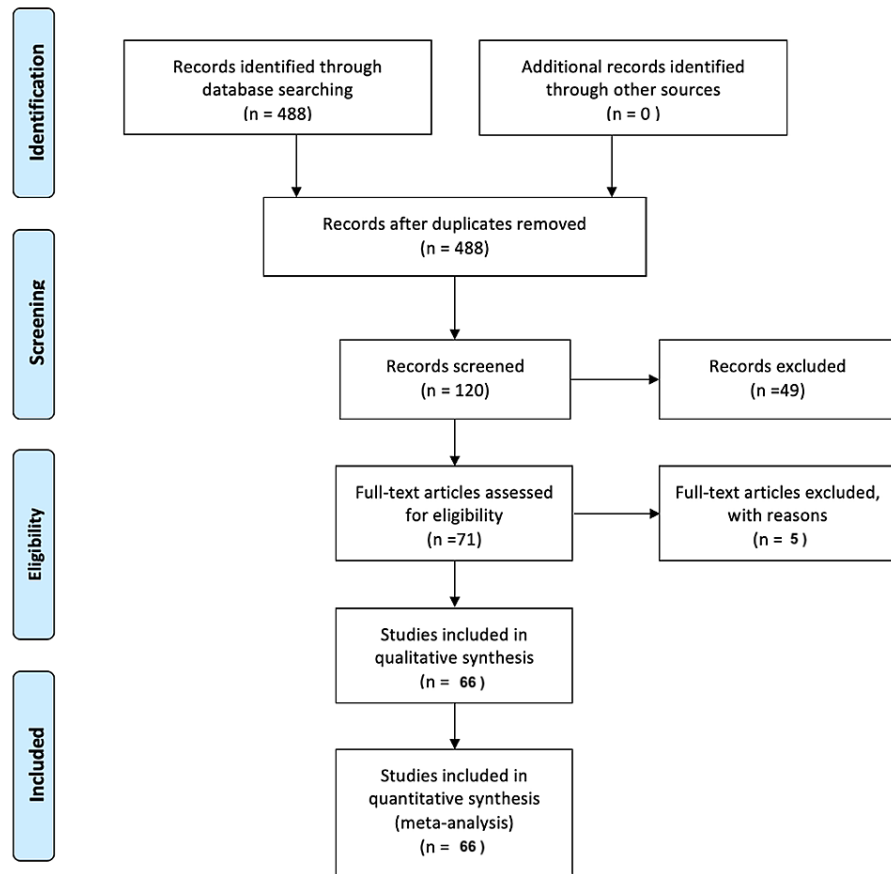 Identification
Records identified through
database searching
(n = 488)
Additional records identified
through other sources
(n = 0 )
Records after duplicates removed
(n = 488)
Screening
Records screened
(n = 120)
Records excluded
(n =49)
Eligibility
Full-text articles assessed
for eligibility
(n =71)
Full-text articles excluded,
with reasons
(n = 5 )
Studies included in
qualitative synthesis
(n = 66 )
Included
Studies included in
quantitative synthesis
(meta-analysis)
(n = 66 )